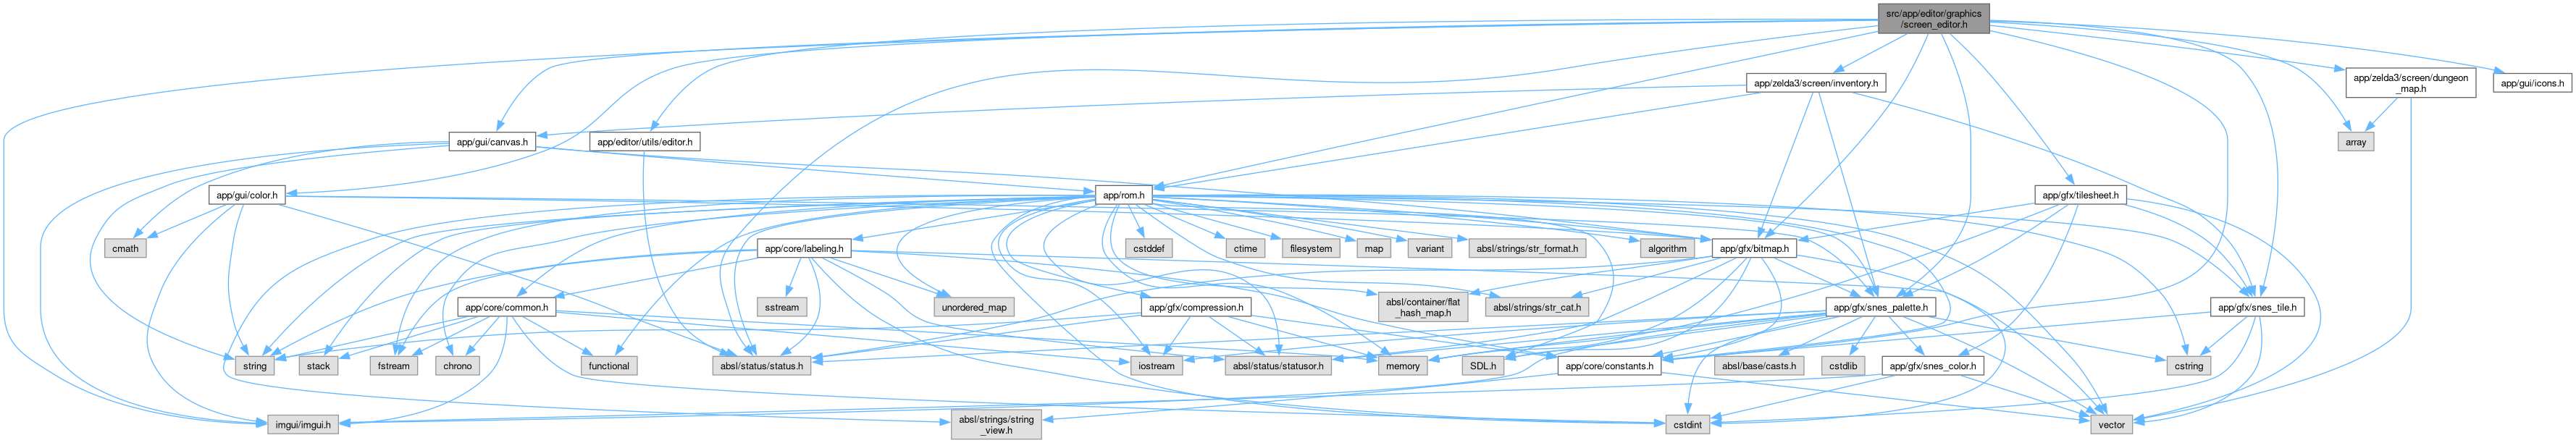 src/app/editor/graphics
/screen_editor.h
app/zelda3/screen/inventory.h
app/zelda3/screen/dungeon
_map.h
app/gui/icons.h
app/gui/canvas.h
app/editor/utils/editor.h
array
app/gui/color.h
app/rom.h
app/gfx/tilesheet.h
cmath
app/core/labeling.h
cstddef
ctime
filesystem
map
variant
absl/strings/str_format.h
algorithm
app/gfx/bitmap.h
sstream
app/core/common.h
unordered_map
app/gfx/compression.h
absl/container/flat
_hash_map.h
absl/strings/str_cat.h
app/gfx/snes_palette.h
app/gfx/snes_tile.h
string
stack
fstream
chrono
functional
absl/status/status.h
iostream
absl/status/statusor.h
memory
SDL.h
app/core/constants.h
absl/base/casts.h
cstdlib
app/gfx/snes_color.h
cstring
imgui/imgui.h
absl/strings/string
_view.h
cstdint
vector